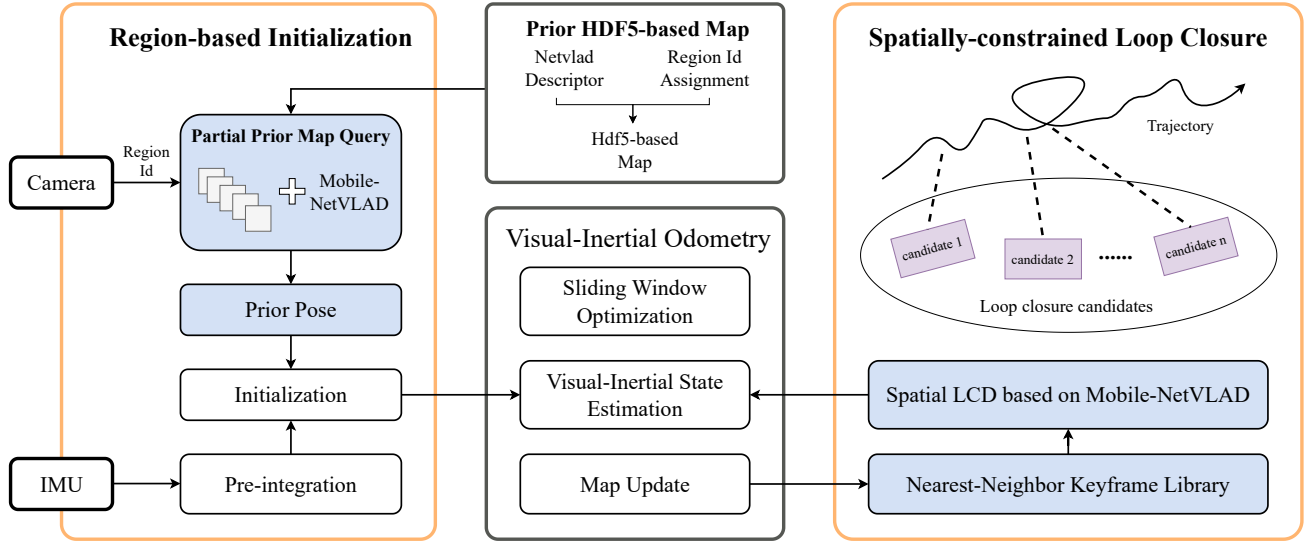 Region-based Initialization
Camera
Region
Id
Partial Prior Map Query
Mobile-
NetVLAD
Prior Pose
Initialization
IMU
Pre-integration
Prior HDF5-based Map
Netvlad
Descriptor
Region Id
Assignment
Hdf5-based
Map
Visual-Inertial Odometry
Sliding Window
Optimization
Visual-Inertial State
Estimation
Map Update
Spatially-constrained Loop Closure
Trajectory
candidate 1
candidate 2
......
candidate n
Loop closure candidates
Spatial LCD based on Mobile-NetVLAD
Nearest-Neighbor Keyframe Library